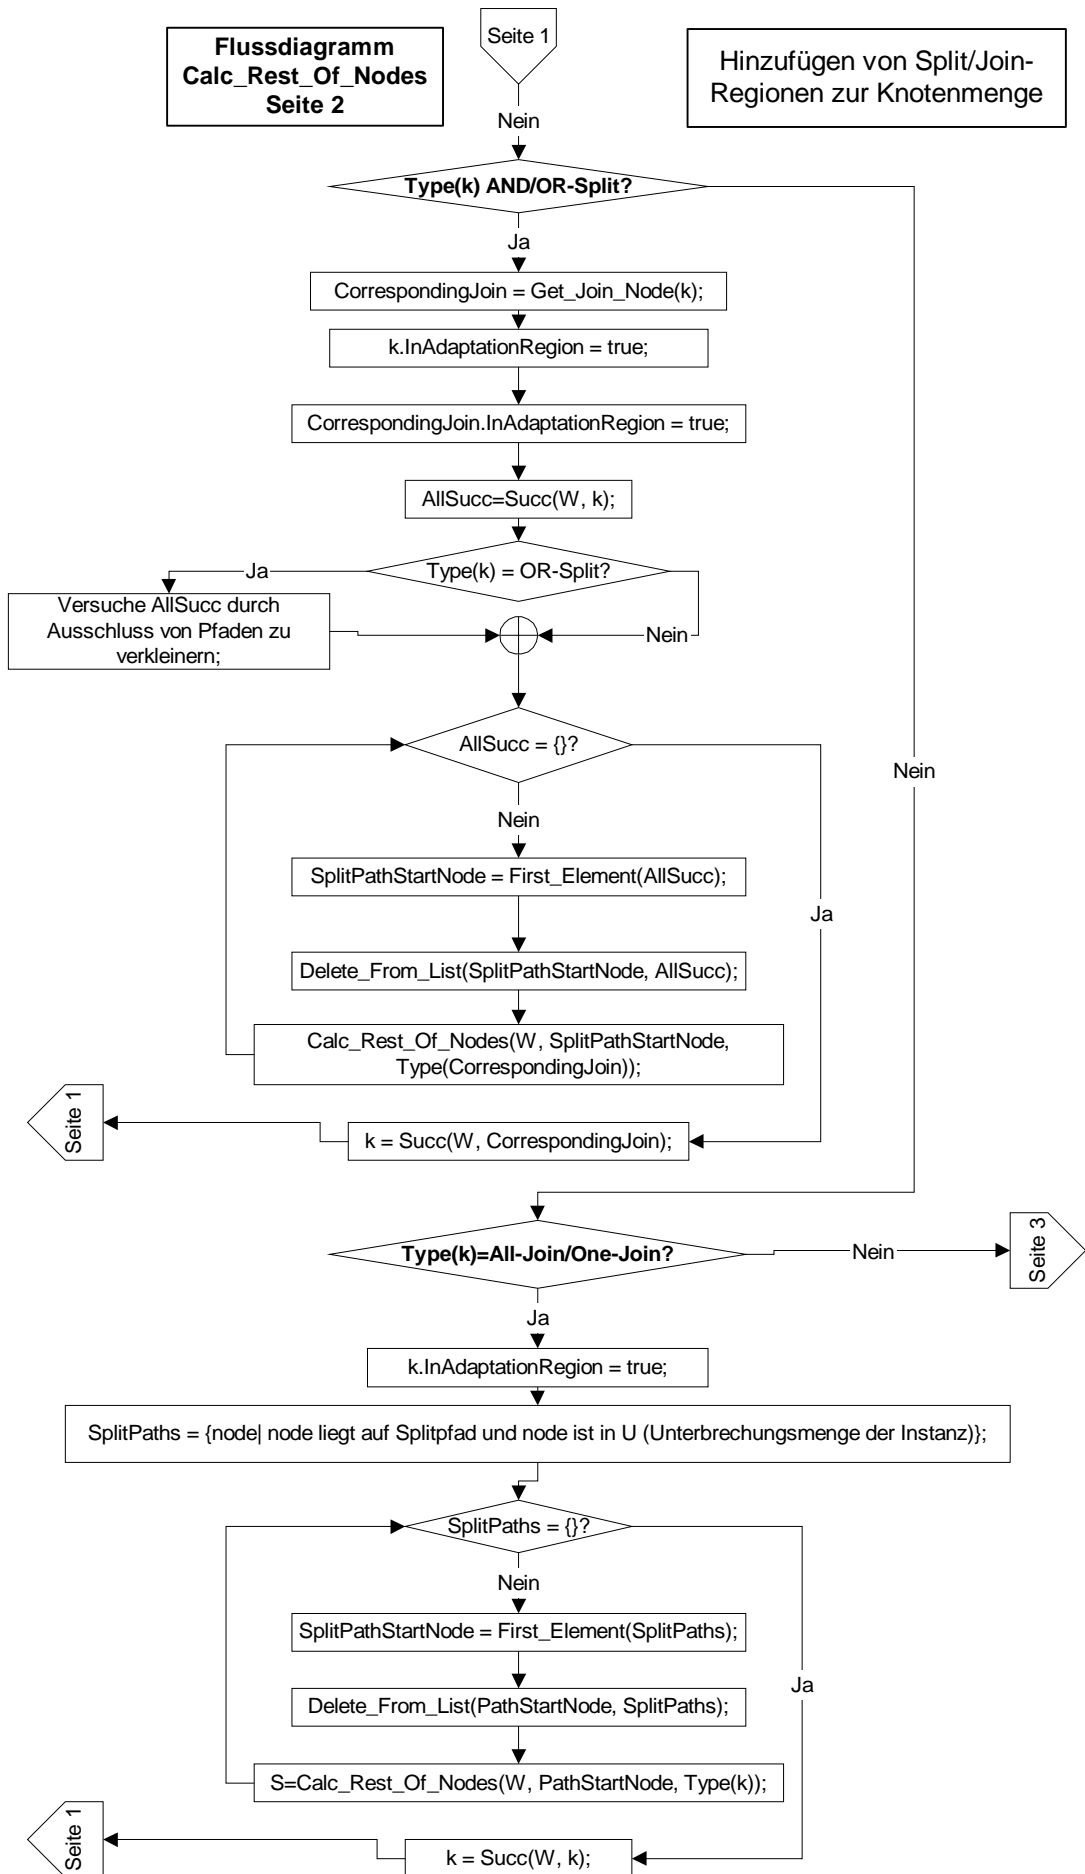 Flussdiagramm
Calc_Rest_Of_Nodes
Seite 2
Seite 1
Hinzufügen von Split/Join-
Regionen zur Knotenmenge
Nein
Type(k) AND/OR-Split?
Ja
CorrespondingJoin = Get_Join_Node(k);
k.InAdaptationRegion = true;
CorrespondingJoin.InAdaptationRegion = true;
AllSucc=Succ(W, k);
Type(k) = OR-Split?
Ja
Versuche AllSucc durch
Ausschluss von Pfaden zu
verkleinern;
Nein
AllSucc = {}?
Nein
Nein
SplitPathStartNode = First_Element(AllSucc);
Ja
Delete_From_List(SplitPathStartNode, AllSucc);
Calc_Rest_Of_Nodes(W, SplitPathStartNode,
Type(CorrespondingJoin));
Seite 1
k = Succ(W, CorrespondingJoin);
Type(k)=All-Join/One-Join?
Nein
Seite 3
Ja
k.InAdaptationRegion = true;
SplitPaths = {node| node liegt auf Splitpfad und node ist in U (Unterbrechungsmenge der Instanz)};
SplitPaths = {}?
Nein
SplitPathStartNode = First_Element(SplitPaths);
Ja
Delete_From_List(PathStartNode, SplitPaths);
S=Calc_Rest_Of_Nodes(W, PathStartNode, Type(k));
Seite 1
k = Succ(W, k);